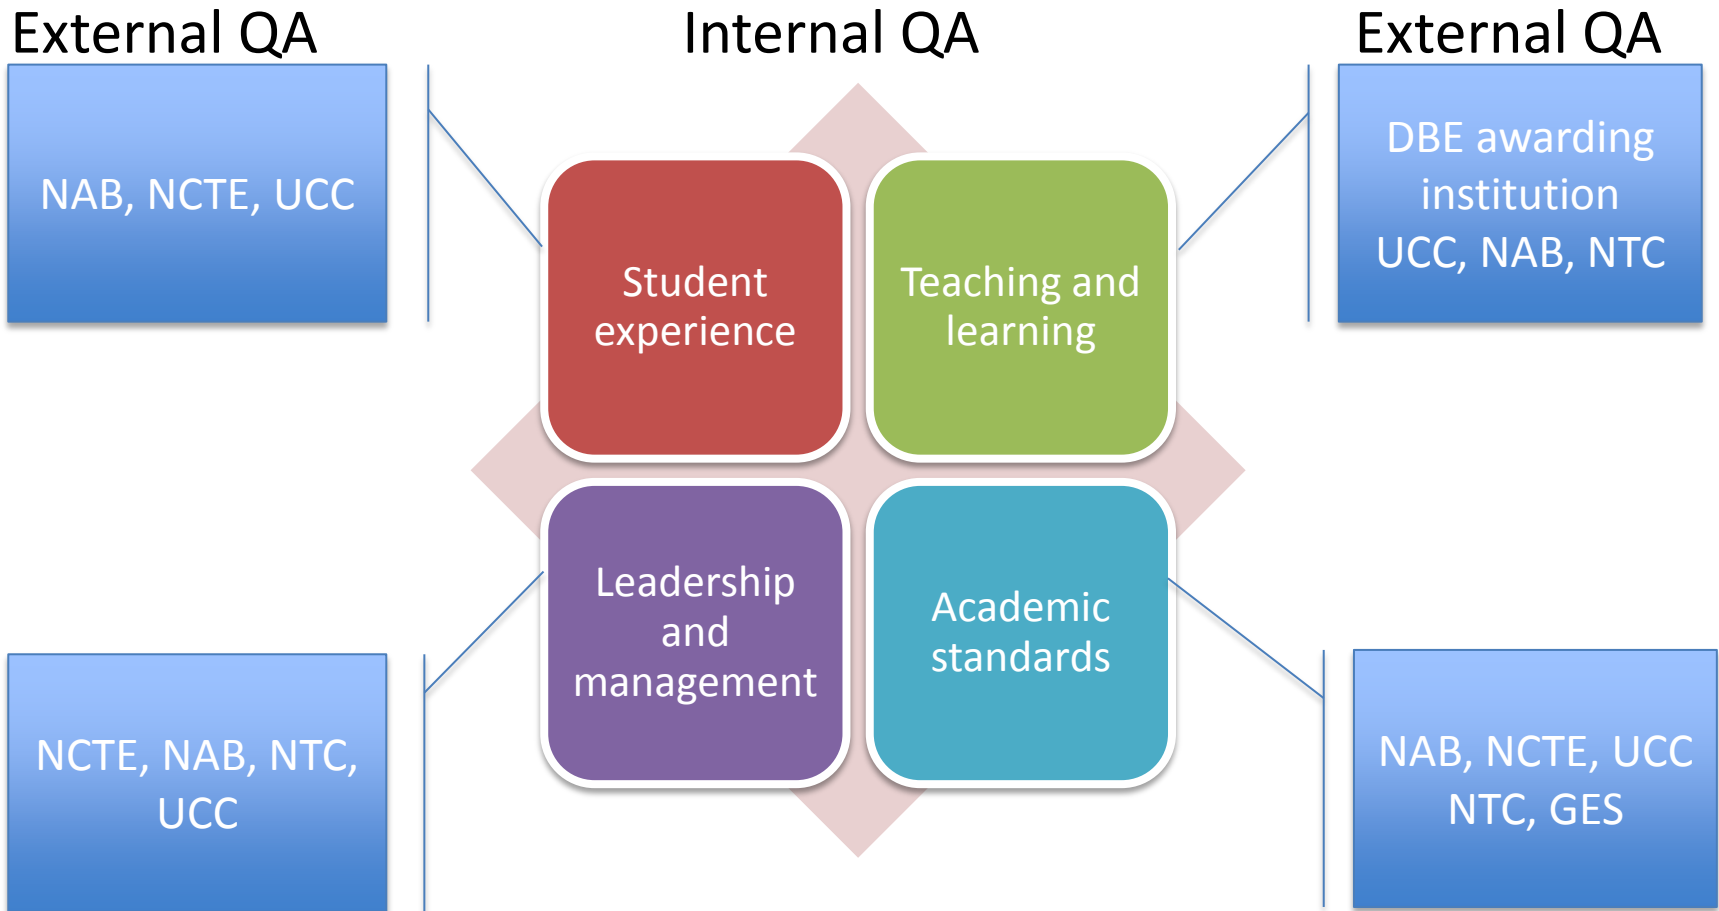 External QA
Internal QA
External QA
NAB, NCTE, UCC
Student
experience
Teaching and
learning
DBE awarding
institution
UCC, NAB, NTC
NCTE, NAB, NTC,
UCC
Leadership
and
management
Academic
standards
NAB, NCTE, UCC
NTC, GES